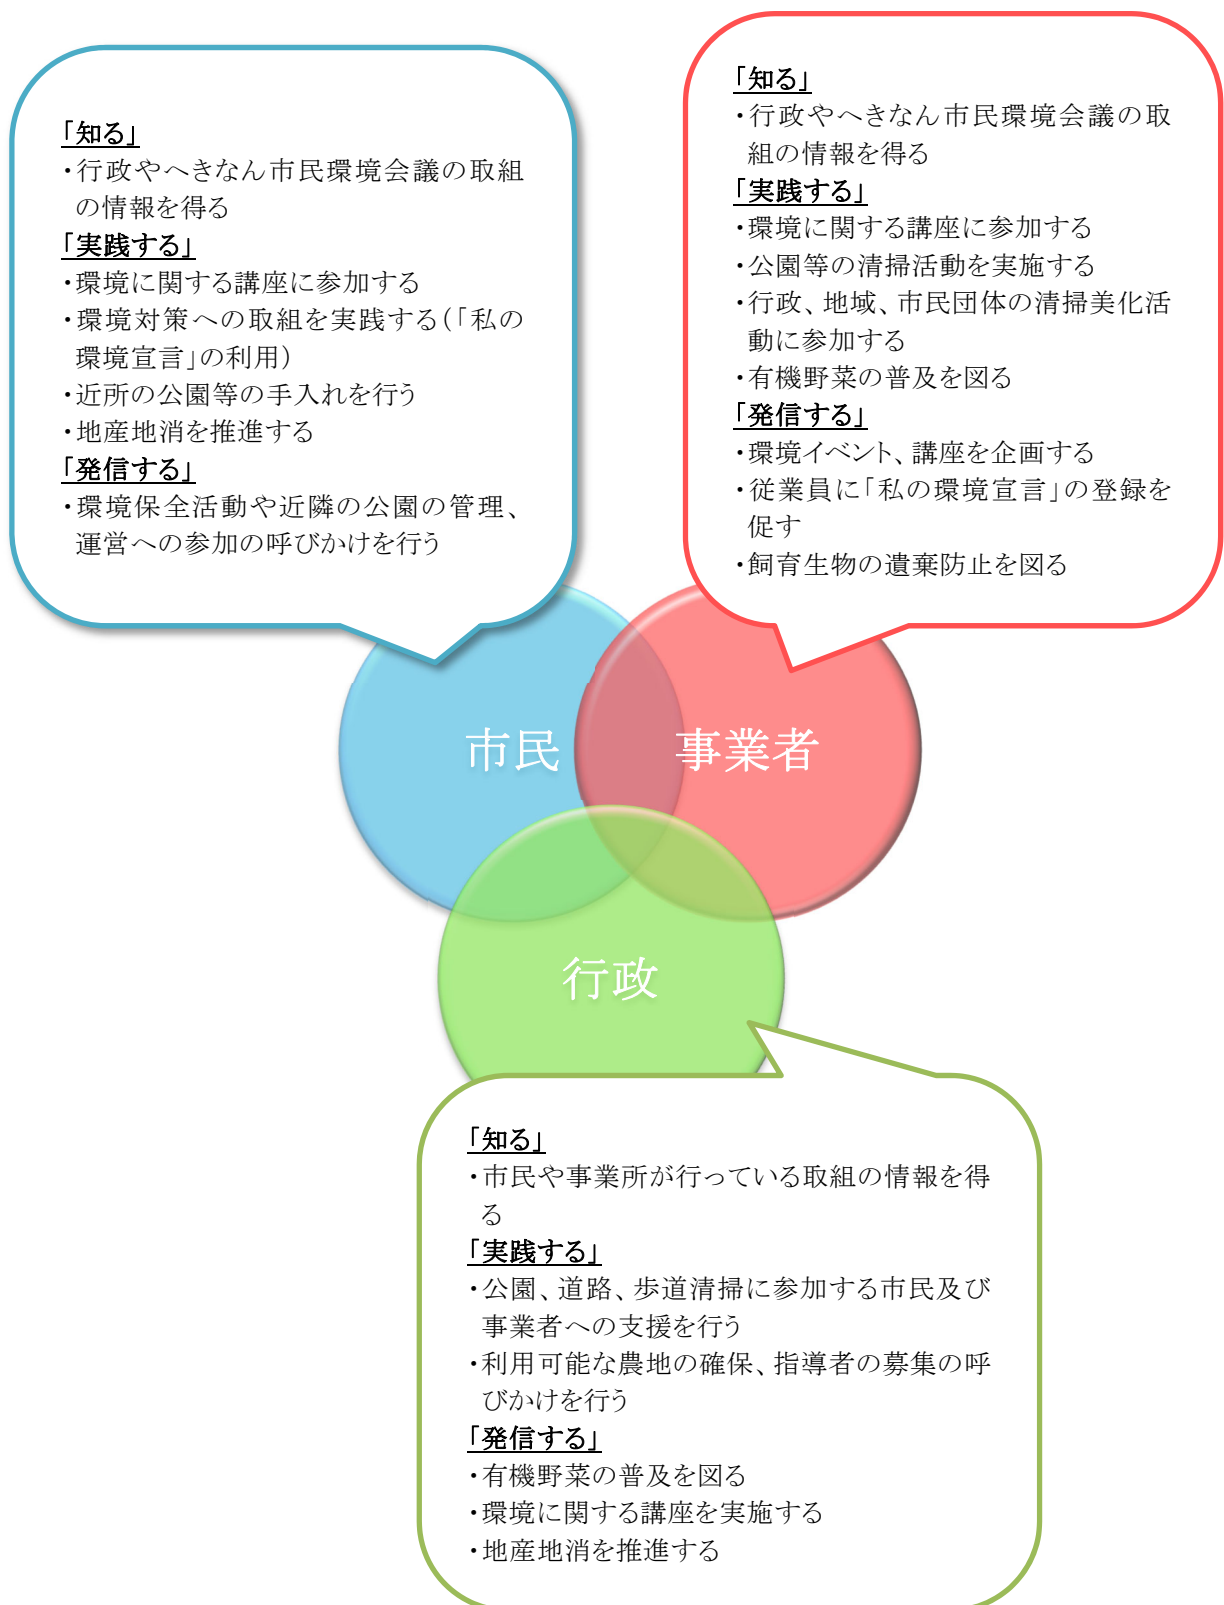 「知る」
・行政やへきなん市民環境会議の取組
の情報を得る
「実践する」
・環境に関する講座に参加する
・環境対策への取組を実践する(「私の
環境宣言」の利用)
・近所の公園等の手入れを行う
・地産地消を推進する
「発信する」
・環境保全活動や近隣の公園の管理、
運営への参加の呼びかけを行う
「知る」
・行政やへきなん市民環境会議の取
組の情報を得る
「実践する」
・環境に関する講座に参加する
・公園等の清掃活動を実施する
・行政、地域、市民団体の清掃美化活
動に参加する
・有機野菜の普及を図る
「発信する」
・環境イベント、講座を企画する
・従業員に「私の環境宣言」の登録を
促す
・飼育生物の遺棄防止を図る
市民
事業者
行政
「知る」
・市民や事業所が行っている取組の情報を得
る
「実践する」
・公園、道路、歩道清掃に参加する市民及び
事業者への支援を行う
・利用可能な農地の確保、指導者の募集の呼
びかけを行う
「発信する」
・有機野菜の普及を図る
・環境に関する講座を実施する
・地産地消を推進する